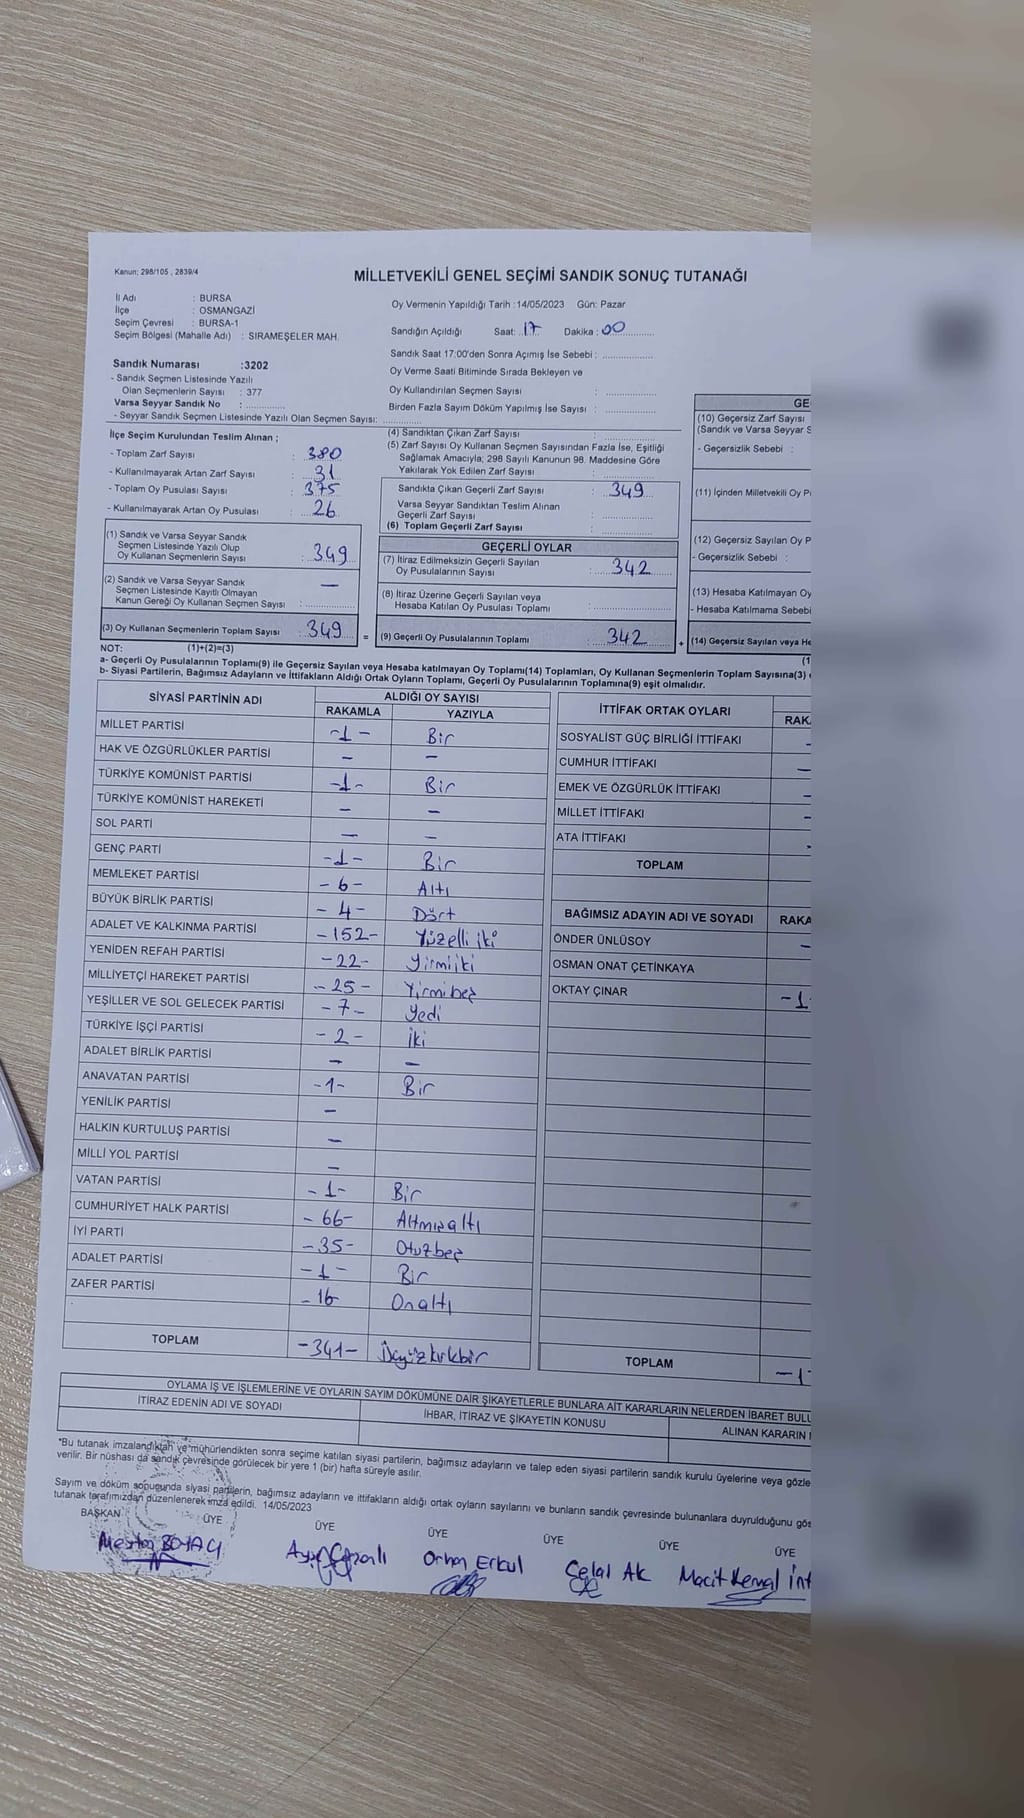 Kanun: 298/105 , 2839/4
MİLLETVEKİLİ GENEL SEÇİMİ SANDIK SONUÇ TUTANAĞI
İl Adı : BURSA
İlçe : OSMANGAZİ
Seçim Çevresi : BURSA-1
Seçim Bölgesi (Mahalle Adı) : SIRAMEŞELER MAH.
Sandık Numarası :3202
- Sandık Seçmen Listesinde Yazılı
Olan Seçmenlerin Sayısı : 377
Varsa Seyyar Sandık No :
- Seyyar Sandık Seçmen Listesinde Yazılı Olan Seçmen Sayısı:
Oy Vermenin Yapıldığı Tarih :14/05/2023 Gün: Pazar
Sandığın Açıldığı Saat: 17 Dakika : 00
Sandık Saat 17:00'den Sonra Açımış İse Sebebi :
Oy Verme Saati Bitiminde Sırada Bekleyen ve
Oy Kullandırılan Seçmen Sayısı :
Birden Fazla Sayım Döküm Yapılmış İse Sayısı :
İlçe Seçim Kurulundan Teslim Alınan ;
- Toplam Zarf Sayısı : 380
- Kullanılmayarak Artan Zarf Sayısı : 31
- Toplam Oy Pusulası Sayısı : 375
- Kullanılmayarak Artan Oy Pusulası : 26
(1) Sandık ve Varsa Seyyar Sandık
Seçmen Listesinde Yazılı Olup
Oy Kullanan Seçmenlerin Sayısı : 349
(2) Sandık ve Varsa Seyyar Sandık
Seçmen Listesinde Kayıtlı Olmayan
Kanun Gereği Oy Kullanan Seçmen Sayısı : —
(3) Oy Kullanan Seçmenlerin Toplam Sayısı : 349 =
(4) Sandıktan Çıkan Zarf Sayısı :
(5) Zarf Sayısı Oy Kullanan Seçmen Sayısından Fazla İse, Eşitliği
Sağlamak Amacıyla; 298 Sayılı Kanunun 98. Maddesine Göre
Yakılarak Yok Edilen Zarf Sayısı :
Sandıkta Çıkan Geçerli Zarf Sayısı : 349
Varsa Seyyar Sandıktan Teslim Alınan
Geçerli Zarf Sayısı :
(6) Toplam Geçerli Zarf Sayısı :
GEÇERLİ OYLAR
(7) İtiraz Edilmeksizin Geçerli Sayılan
Oy Pusulalarının Sayısı : 342
(8) İtiraz Üzerine Geçerli Sayılan veya
Hesaba Katılan Oy Pusulası Toplamı :
(9) Geçerli Oy Pusulalarının Toplamı : 342 +
GE
(10) Geçersiz Zarf Sayısı
(Sandık ve Varsa Seyyar S
- Geçersizlik Sebebi :
(11) İçinden Milletvekili Oy P
(12) Geçersiz Sayılan Oy P
- Geçersizlik Sebebi :
(13) Hesaba Katılmayan Oy
- Hesaba Katılmama Sebebi
(14) Geçersiz Sayılan veya He
NOT: (1)+(2)=(3) (1
a- Geçerli Oy Pusulalarının Toplamı(9) ile Geçersiz Sayılan veya Hesaba katılmayan Oy Toplamı(14) Toplamları, Oy Kullanan Seçmenlerin Toplam Sayısına(3)
b- Siyasi Partilerin, Bağımsız Adayların ve İttifakların Aldığı Ortak Oyların Toplamı, Geçerli Oy Pusulalarının Toplamına(9) eşit olmalıdır.
SİYASİ PARTİNİN ADI ALDIĞI OY SAYISI
RAKAMLA YAZIYLA
MİLLET PARTİSİ -1- Bir
HAK VE ÖZGÜRLÜKLER PARTİSİ — —
TÜRKİYE KOMÜNİST PARTİSİ -1- Bir
TÜRKİYE KOMÜNİST HAREKETİ — —
SOL PARTİ — —
GENÇ PARTİ -1- Bir
MEMLEKET PARTİSİ -6- Altı
BÜYÜK BİRLİK PARTİSİ -4- Dört
ADALET VE KALKINMA PARTİSİ -152- Yüzelli iki
YENİDEN REFAH PARTİSİ -22- Yirmiiki
MİLLİYETÇİ HAREKET PARTİSİ -25- Yirmibeş
YEŞİLLER VE SOL GELECEK PARTİSİ -7- Yedi
TÜRKİYE İŞÇİ PARTİSİ -2- İki
ADALET BİRLİK PARTİSİ — —
ANAVATAN PARTİSİ -1- Bir
YENİLİK PARTİSİ —
HALKIN KURTULUŞ PARTİSİ —
MİLLİ YOL PARTİSİ —
VATAN PARTİSİ -1- Bir
CUMHURİYET HALK PARTİSİ -66- Altmışaltı
İYİ PARTİ -35- Otuzbeş
ADALET PARTİSİ -1- Bir
ZAFER PARTİSİ -16 Onaltı
TOPLAM -341- Üçyüzkırkbir
İTTİFAK ORTAK OYLARI RAK
SOSYALİST GÜÇ BİRLİĞİ İTTİFAKI —
CUMHUR İTTİFAKI —
EMEK VE ÖZGÜRLÜK İTTİFAKI —
MİLLET İTTİFAKI —
ATA İTTİFAKI —
TOPLAM
BAĞIMSIZ ADAYIN ADI VE SOYADI RAKA
ÖNDER ÜNLÜSOY —
OSMAN ONAT ÇETİNKAYA
OKTAY ÇINAR -1
TOPLAM -1
OYLAMA İŞ VE İŞLEMLERİNE VE OYLARIN SAYIM DÖKÜMÜNE DAİR ŞİKAYETLERLE BUNLARA AİT KARARLARIN NELERDEN İBARET BULU
İTİRAZ EDENİN ADI VE SOYADI İHBAR, İTİRAZ VE ŞİKAYETİN KONUSU ALINAN KARARIN
*Bu tutanak imzalandıktan ve mühürlendikten sonra seçime katılan siyasi partilerin, bağımsız adayların ve talep eden siyasi partilerin sandık kurulu üyelerine veya gözle
verilir. Bir nüshası da sandık çevresinde görülecek bir yere 1 (bir) hafta süreyle asılır.
Sayım ve döküm sonucunda siyasi partilerin, bağımsız adayların ve ittifakların aldığı ortak oyların sayılarını ve bunların sandık çevresinde bulunanlara duyrulduğunu gös
tutanak tarafımızdan düzenlenerek imza edildi. 14/05/2023
BAŞKAN ÜYE ÜYE ÜYE ÜYE ÜYE ÜYE
BOYACI Orhan Erkul Celal Ak Macit Kemal